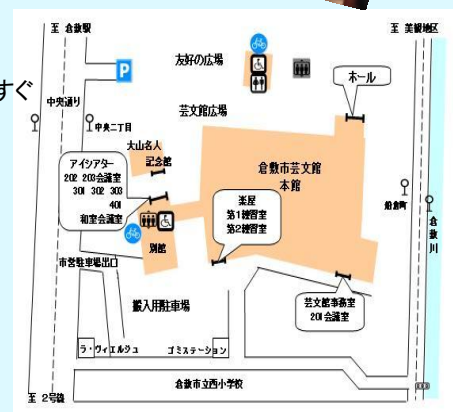 至 倉敷駅
至 美観地区
友好の広場
P
ホール
すぐ
中央通り
芸文館広場
中央二丁目
大山名人
記念館
アイシアター
202 203会議室
301 302 303
401
和室会議室
倉敷市芸文館
本館
船倉町
倉敷川
楽屋
第1練習室
第2練習室
別館
市営駐車場出口
搬入用駐車場
芸文館事務室
201会議室
ラ・ヴィエルジュ
ゴミステーション
倉敷市立西小学校
至 2号線